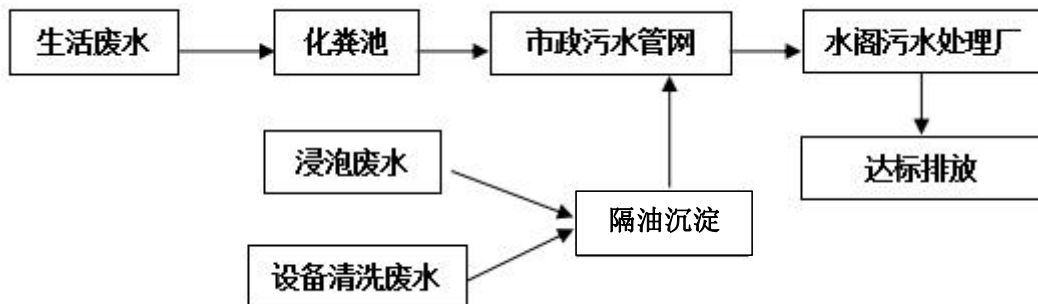 生活废水
化粪池
市政污水管网
水阁污水处理厂
浸泡废水
达标排放
隔油沉淀
设备清洗废水